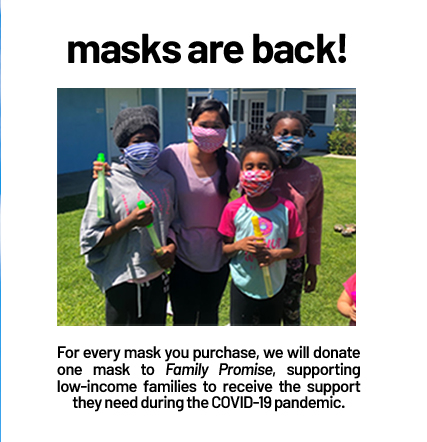 masks are back!
For every mask you purchase, we will donate
one mask to Family Promise, supporting
low-income families to receive the support
they need during the COVID-19 pandemic.